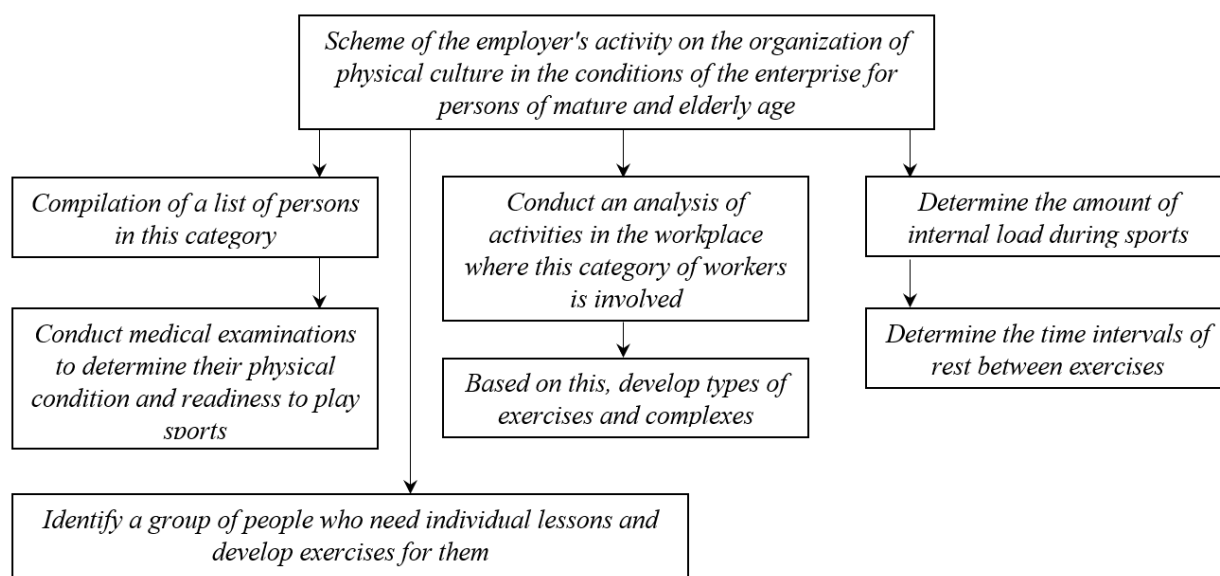 Scheme of the employer's activity on the organization of
physical culture in the conditions of the enterprise for
persons of mature and elderly age
Compilation of a list of persons
in this category
Conduct an analysis of
activities in the workplace
where this category of workers
is involved
Determine the amount of
internal load during sports
Conduct medical examinations
to determine their physical
condition and readiness to play
sports
Based on this, develop types of
exercises and complexes
Determine the time intervals of
rest between exercises
Identify a group of people who need individual lessons and
develop exercises for them